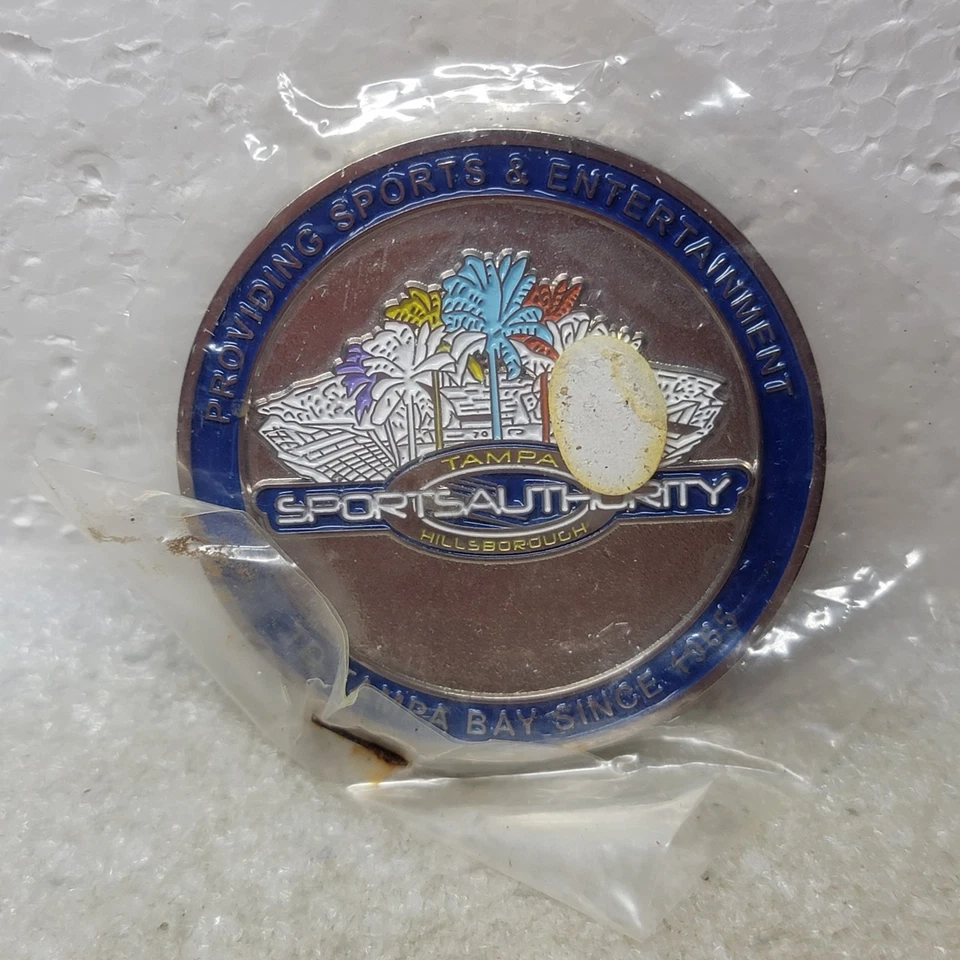 PROVIDING SPORTS & ENTERTAINMENT
TAMPA
SPORTSAUTHORITY
HILLSBOROUGH
TAMPA BAY SINCE 1965